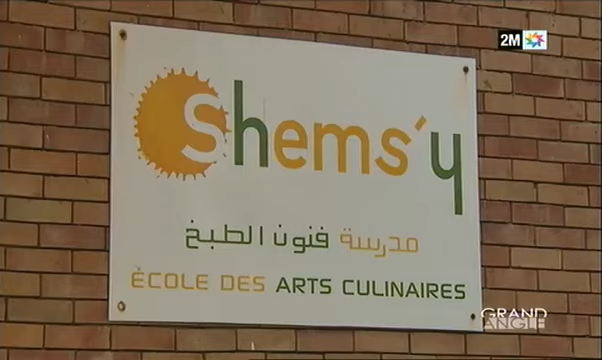 2M
Shems'y
مدرسة فنون الطبخ
ÉCOLE DES ARTS CULINAIRES
GRAND
ANGLE